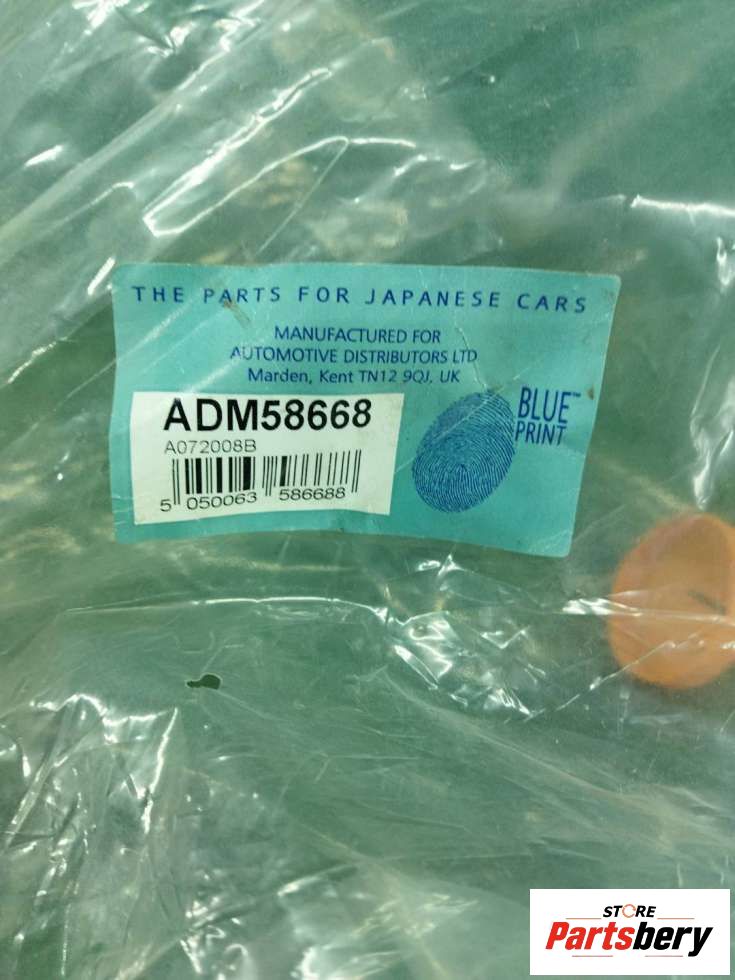 THE PARTS FOR JAPANESE CARS
MANUFACTURED FOR
AUTOMOTIVE DISTRIBUTORS LTD
Marden, Kent TN12 9QJ, UK
ADM58668
A072008B
5 050063 586688
BLUE™
PRINT
STORE
Partsbery